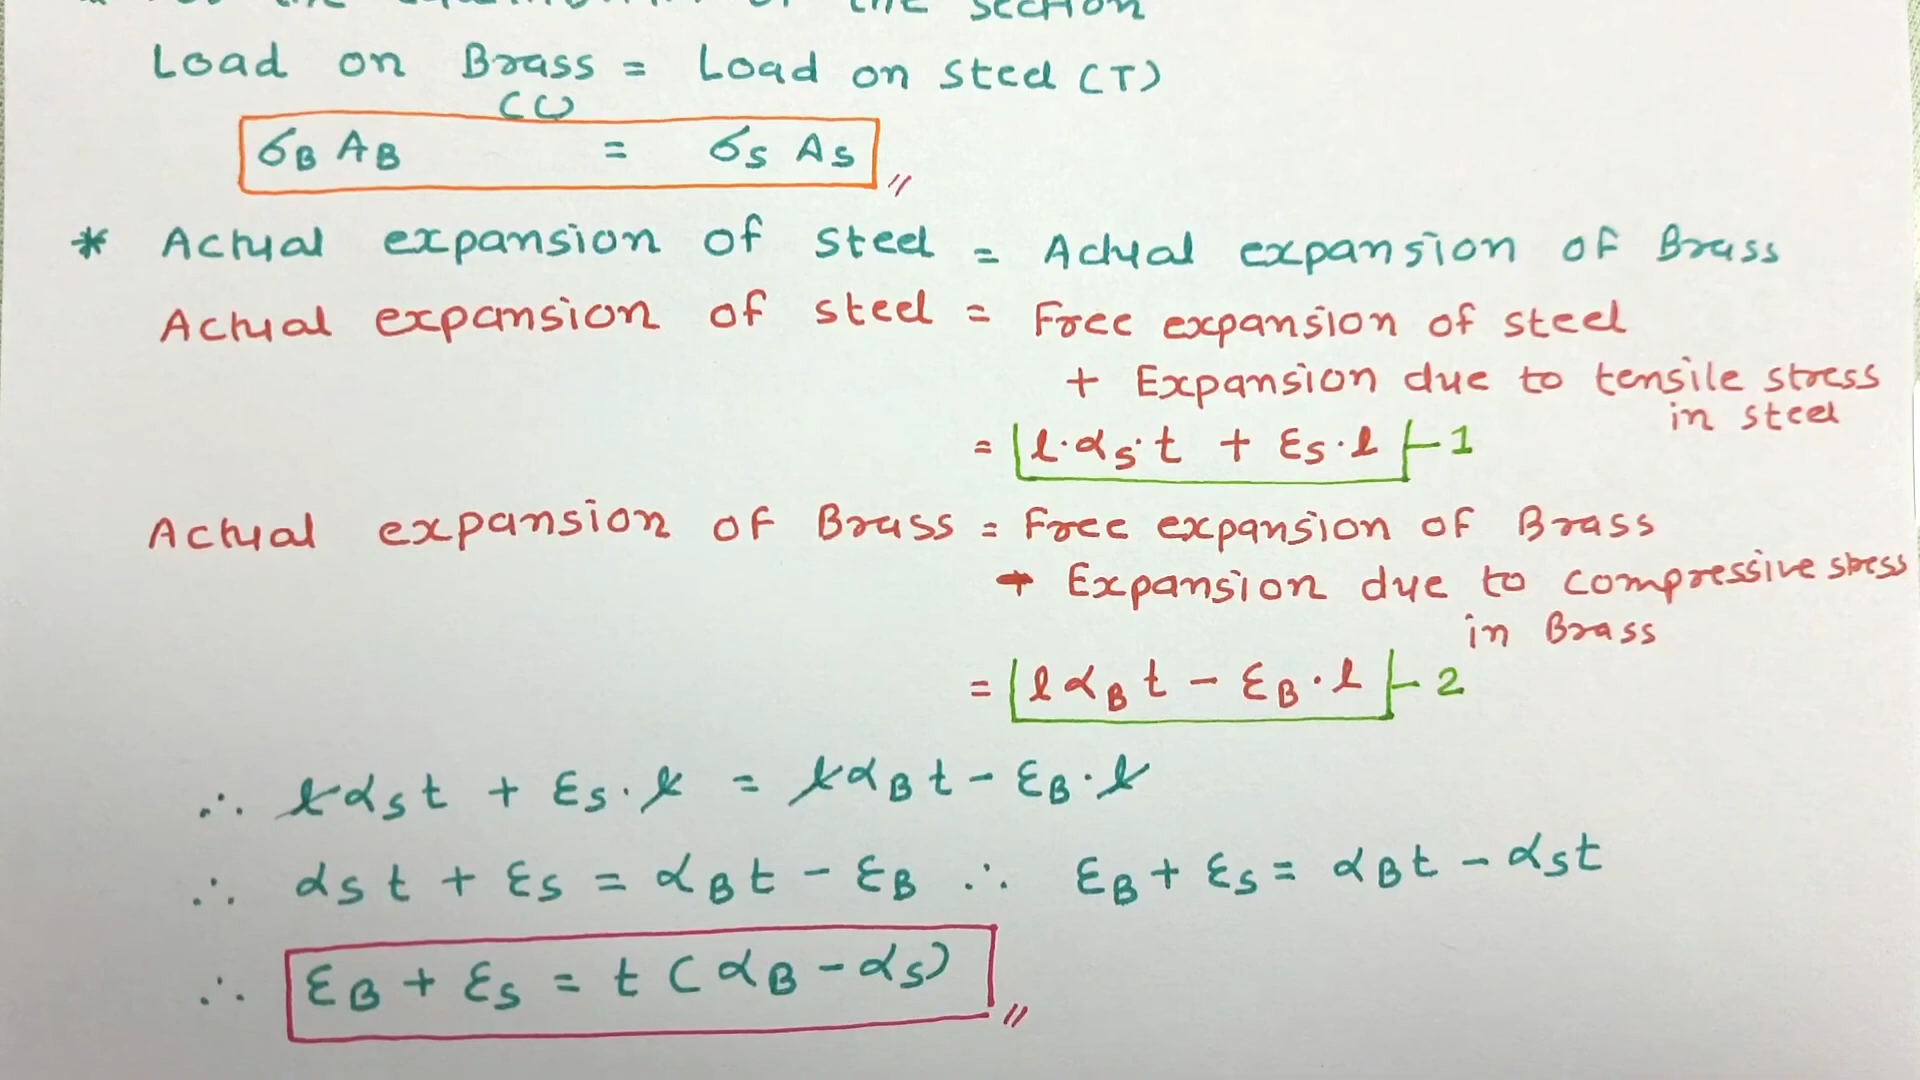 the section
Load on Brass = Load on steel (T)
(C)
σB AB = σS AS
* Actual expansion of steel = Actual expansion of Brass
Actual expansion of steel = Free expansion of steel
+ Expansion due to tensile stress
in steel
= l·αS·t + εS·l - 1
Actual expansion of Brass = Free expansion of Brass
Expansion due to compressive stress
in Brass
= lαBt - εB·l - 2
∴ lαSt + εS·l = lαBt - εB·l
∴ αSt + εS = αBt - εB ∴ εB + εS = αBt - αSt
∴ εB + εS = t(αB - αS)